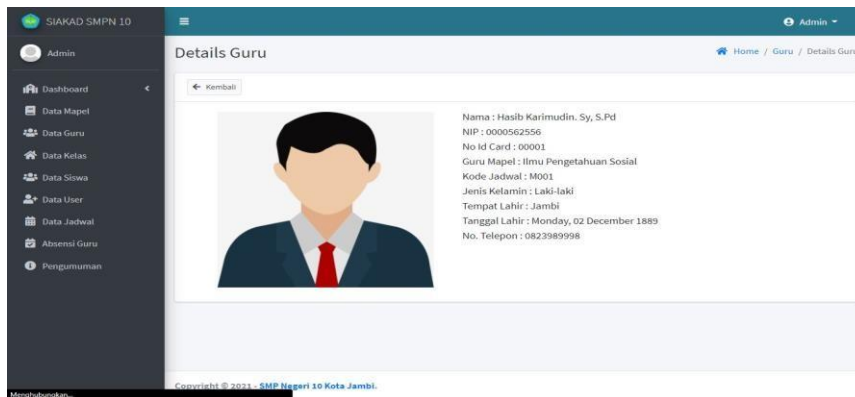 SIAKAD SMPN 10
Admin
Admin
Dashboard
Data Mapel
Data Guru
Data Kelas
Data Siswa
Data User
Data Jadwal
Absensi Guru
Pengumuman
Details Guru
Home / Guru / Details Guru
Kembali
Nama : Hasib Karimudin. Sy, S.Pd
NIP : 0000562556
No Id Card : 00001
Guru Mapel : Ilmu Pengetahuan Sosial
Kode Jadwal : M001
Jenis Kelamin : Laki-laki
Tempat Lahir : Jambi
Tanggal Lahir : Monday, 02 December 1889
No. Telepon : 0823989998
Copyright © 2021 - SMP Negeri 10 Kota Jambi.
Menghubungkan...